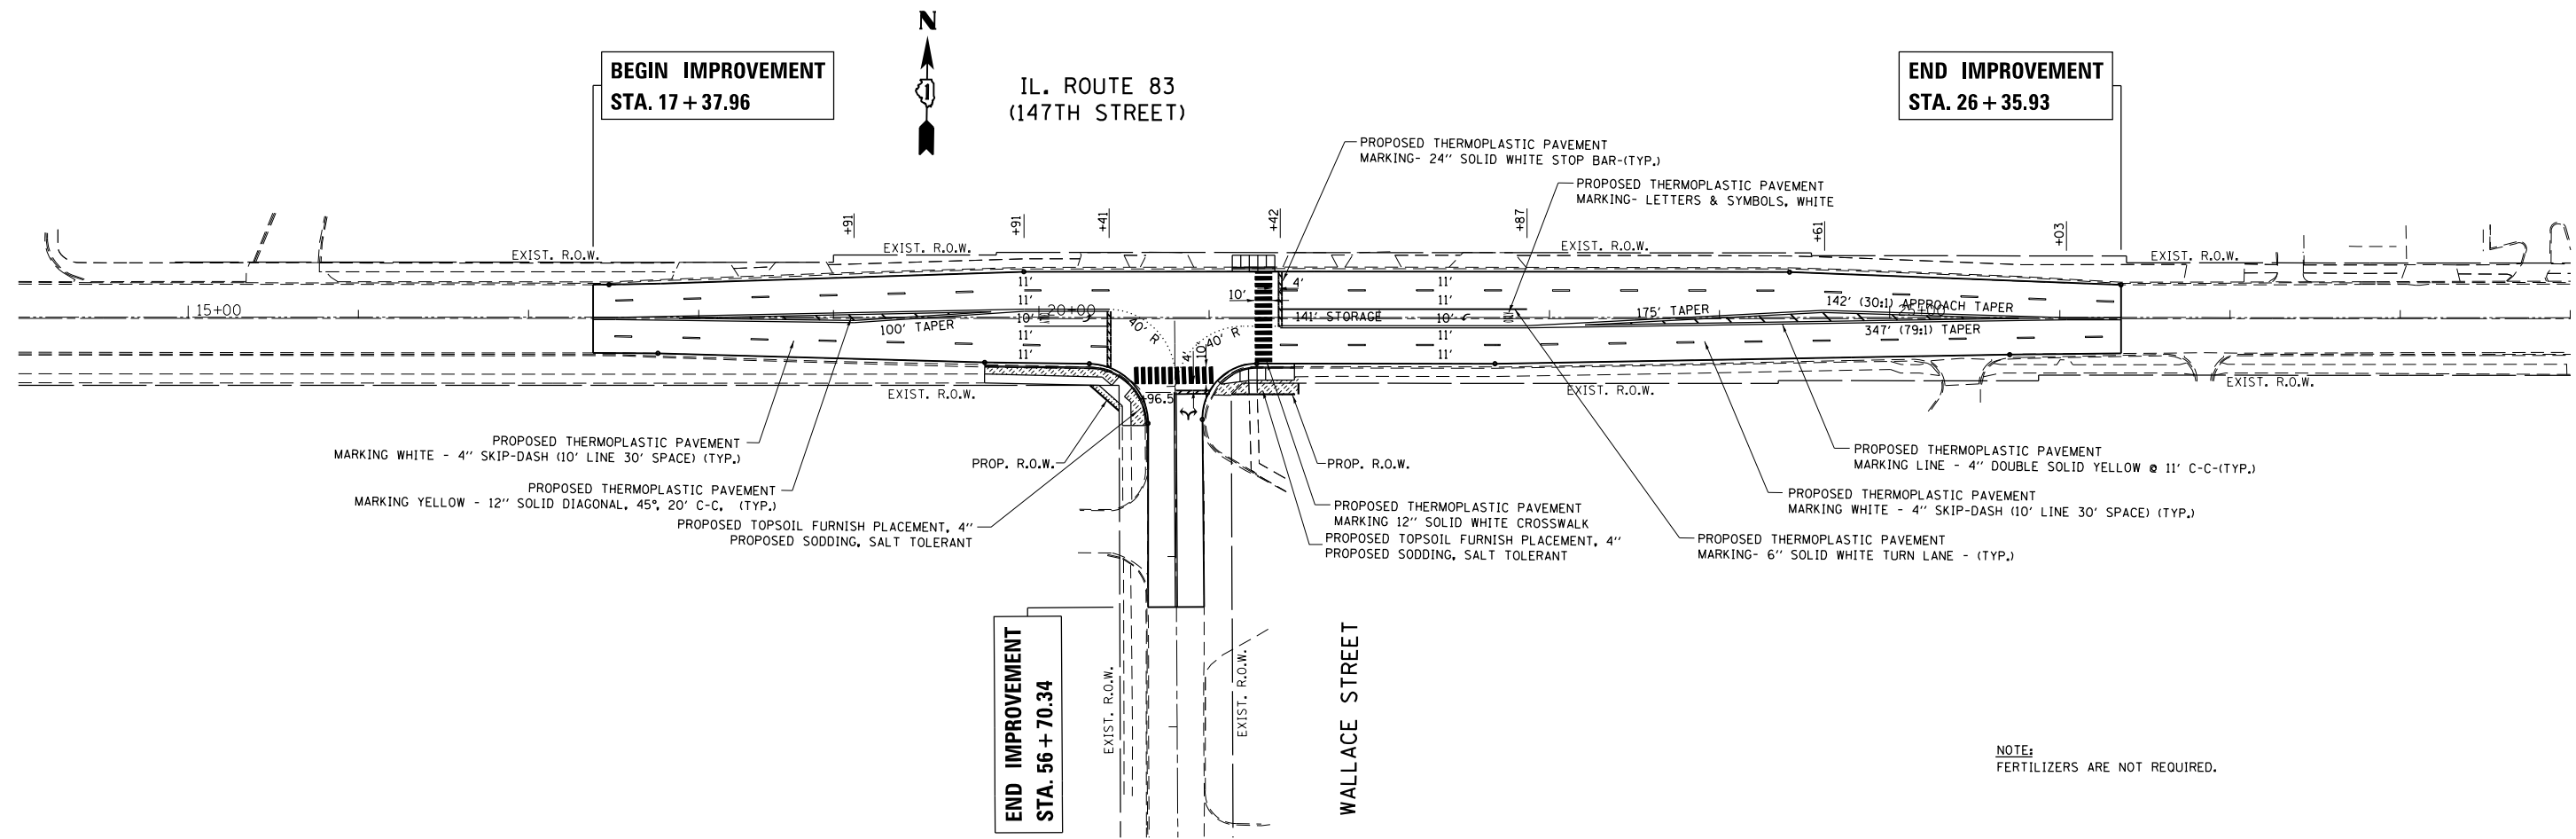 N
1
BEGIN IMPROVEMENT
STA. 17 + 37.96
IL. ROUTE 83
(147TH STREET)
END IMPROVEMENT
STA. 26 + 35.93
PROPOSED THERMOPLASTIC PAVEMENT
MARKING- 24'' SOLID WHITE STOP BAR-(TYP.)
PROPOSED THERMOPLASTIC PAVEMENT
MARKING- LETTERS & SYMBOLS, WHITE
+91
+91
+41
+42
+87
+61
+03
EXIST. R.O.W.
EXIST. R.O.W.
EXIST. R.O.W.
EXIST. R.O.W.
11'
11'
10'
11'
11'
4'
10'
11'
11'
10'
11'
11'
15+00
20+00
25+00
100' TAPER
40' R
40' R
4'
10'
141' STORAGE
175' TAPER
142' (30:1) APPROACH TAPER
347' (79:1) TAPER
+96.5
EXIST. R.O.W.
EXIST. R.O.W.
EXIST. R.O.W.
PROPOSED THERMOPLASTIC PAVEMENT
MARKING WHITE - 4'' SKIP-DASH (10' LINE 30' SPACE) (TYP.)
PROP. R.O.W.
PROP. R.O.W.
PROPOSED THERMOPLASTIC PAVEMENT
MARKING LINE - 4'' DOUBLE SOLID YELLOW @ 11' C-C-(TYP.)
PROPOSED THERMOPLASTIC PAVEMENT
MARKING YELLOW - 12'' SOLID DIAGONAL, 45°, 20' C-C, (TYP.)
PROPOSED THERMOPLASTIC PAVEMENT
MARKING WHITE - 4'' SKIP-DASH (10' LINE 30' SPACE) (TYP.)
PROPOSED TOPSOIL FURNISH PLACEMENT, 4''
PROPOSED SODDING, SALT TOLERANT
PROPOSED THERMOPLASTIC PAVEMENT
MARKING 12'' SOLID WHITE CROSSWALK
PROPOSED TOPSOIL FURNISH PLACEMENT, 4''
PROPOSED SODDING, SALT TOLERANT
PROPOSED THERMOPLASTIC PAVEMENT
MARKING- 6'' SOLID WHITE TURN LANE - (TYP.)
END IMPROVEMENT
STA. 56 + 70.34
EXIST. R.O.W.
EXIST. R.O.W.
WALLACE STREET
NOTE:
FERTILIZERS ARE NOT REQUIRED.